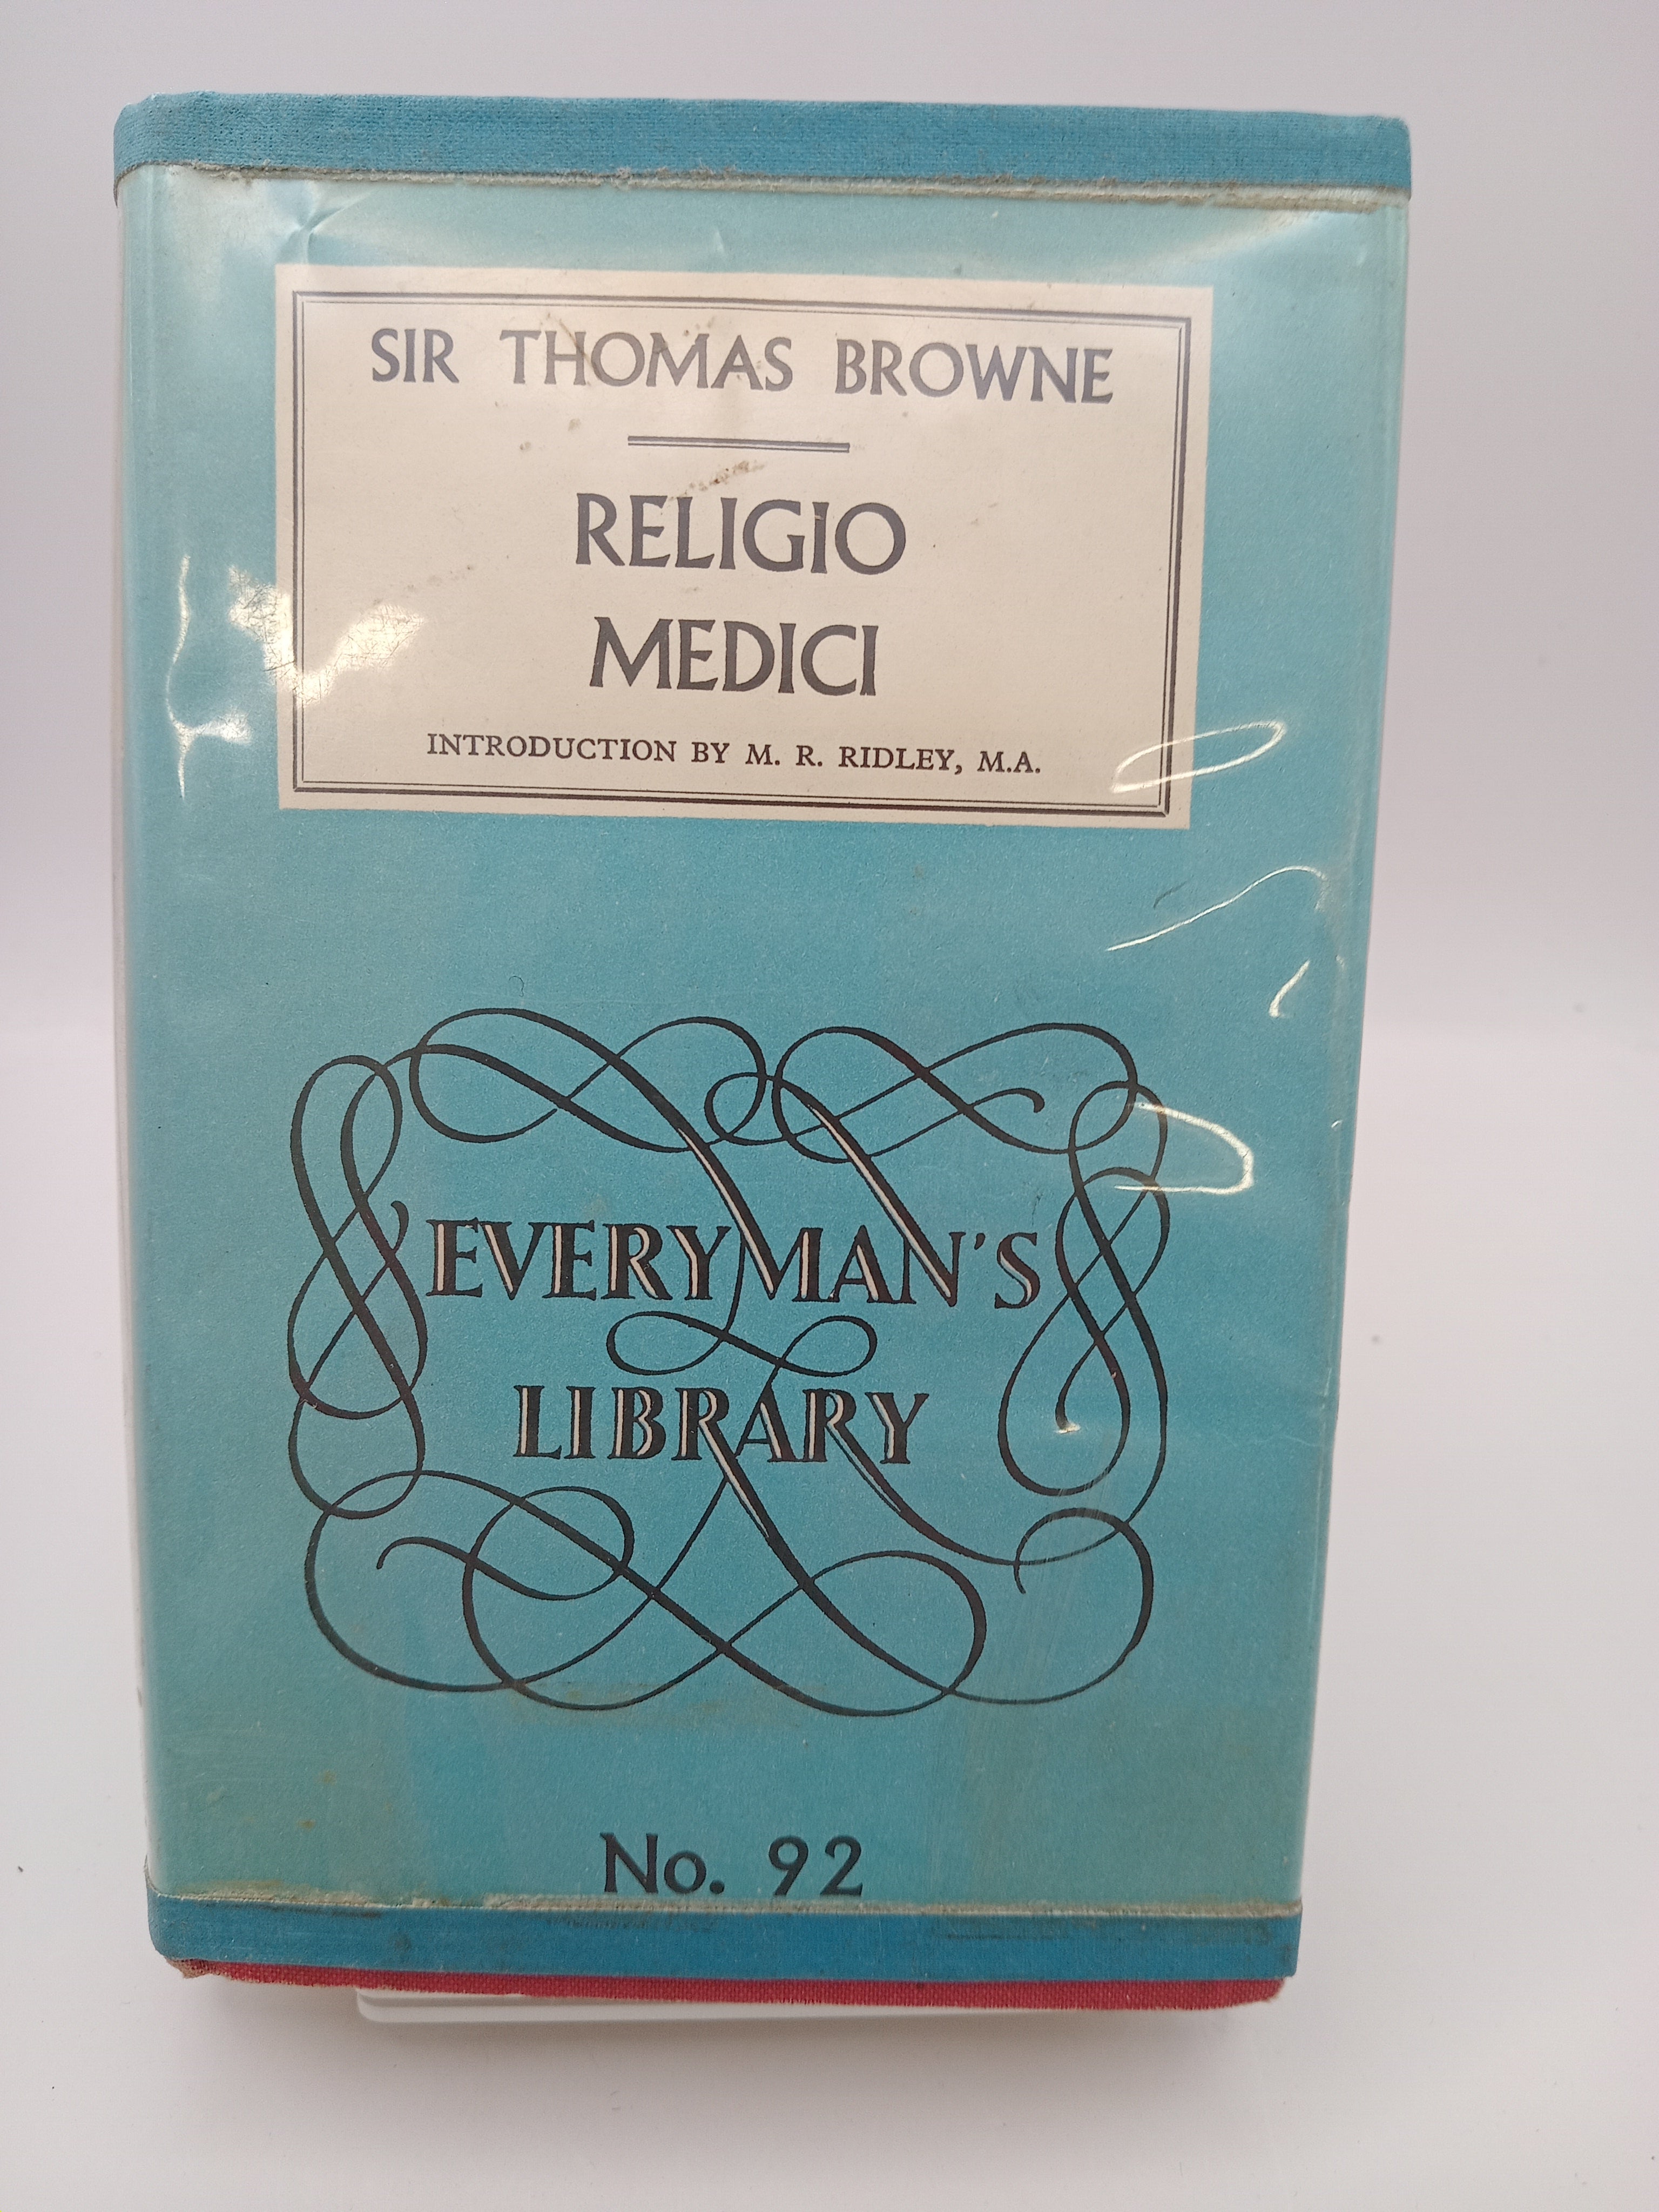 SIR THOMAS BROWNE
RELIGIO
MEDICI
INTRODUCTION BY M. R. RIDLEY, M.A.
EVERYMAN'S
LIBRARY
No. 92